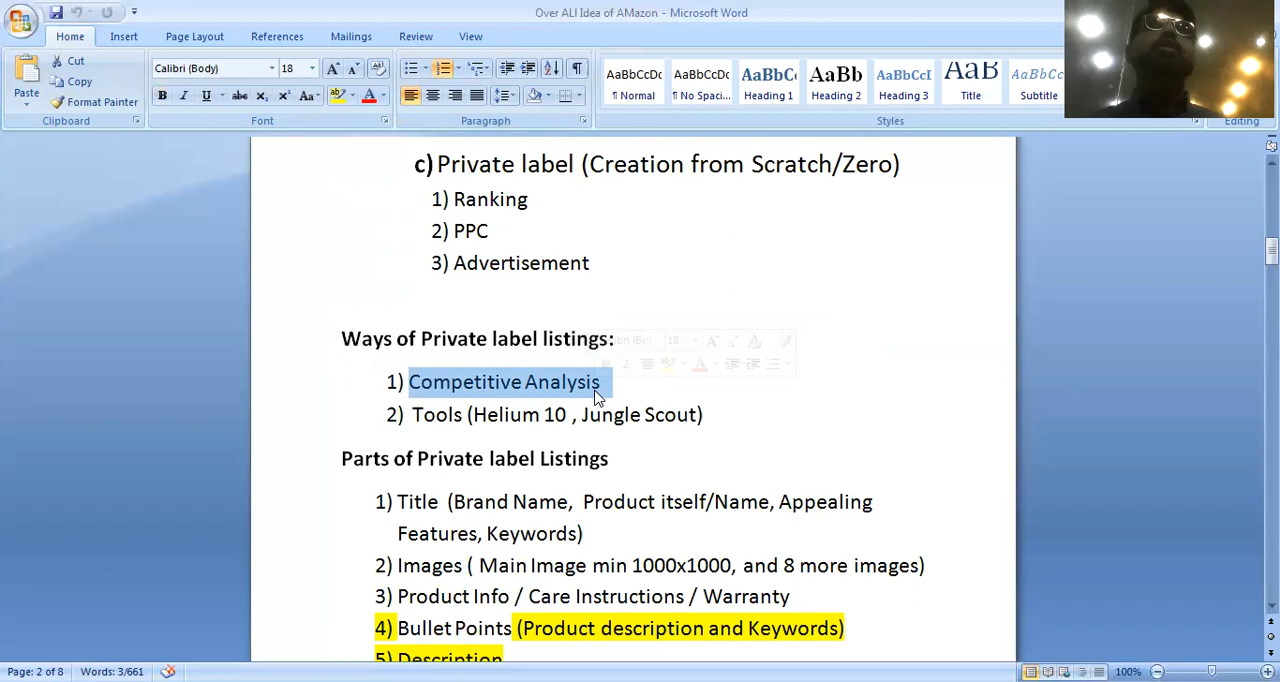 Over ALl Idea of AMazon - Microsoft Word
Home Insert Page Layout References Mailings Review View
Paste
Cut
Copy
Format Painter
Calibri (Body) 18
AaBbCcDc AaBbCcDc AaBbC AaBb AaBbCcI AaB AaBbCcL
¶ Normal ¶ No Spaci... Heading 1 Heading 2 Heading 3 Title Subtitle
Clipboard Font Paragraph Styles Editing
c) Private label (Creation from Scratch/Zero)
1) Ranking
2) PPC
3) Advertisement
Ways of Private label listings:
1) Competitive Analysis
2) Tools (Helium 10 , Jungle Scout)
Parts of Private label Listings
1) Title (Brand Name, Product itself/Name, Appealing
Features, Keywords)
2) Images ( Main Image min 1000x1000, and 8 more images)
3) Product Info / Care Instructions / Warranty
4) Bullet Points (Product description and Keywords)
5) Description
Page: 2 of 8 Words: 3/661 100%